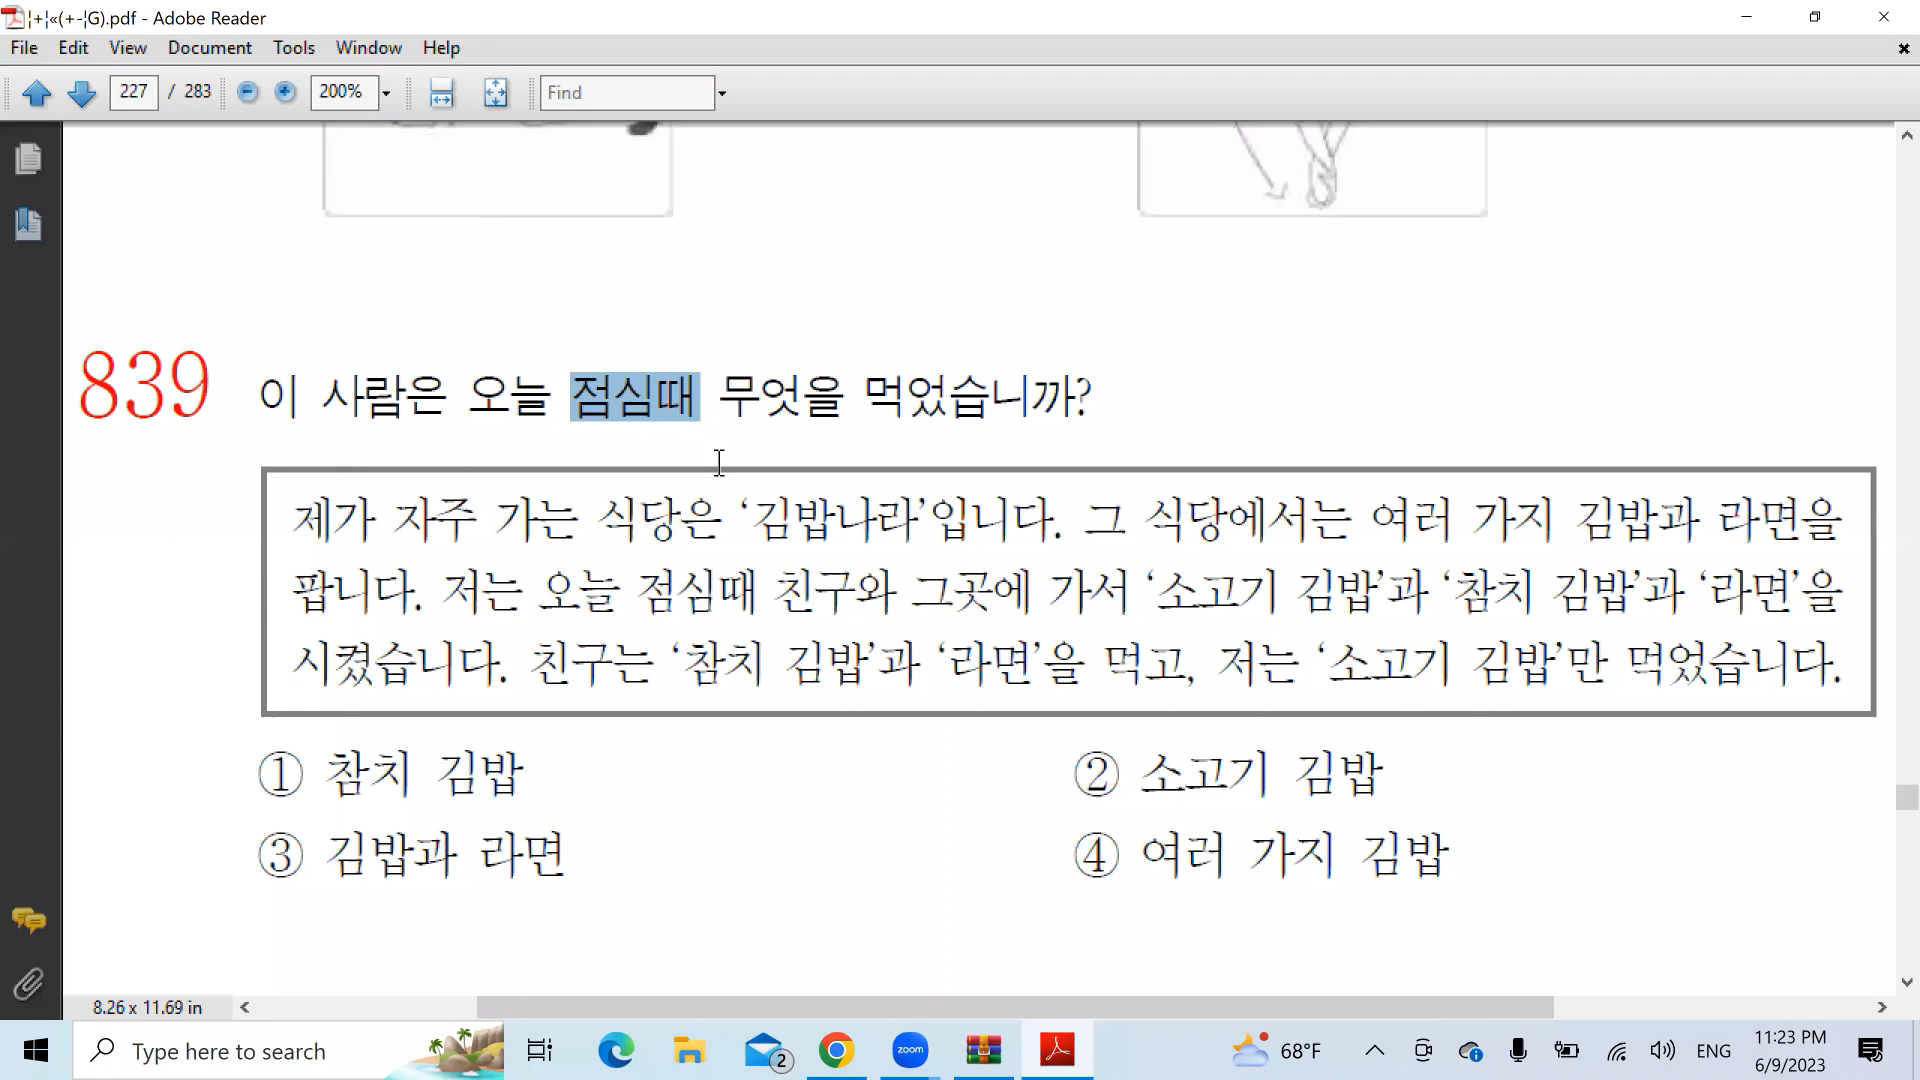 ¦+¦«(+-¦G).pdf - Adobe Reader
File Edit View Document Tools Window Help
227 / 283 200% Find
839 이 사람은 오늘 점심때 무엇을 먹었습니까?
제가 자주 가는 식당은 ‘김밥나라’입니다. 그 식당에서는 여러 가지 김밥과 라면을
팝니다. 저는 오늘 점심때 친구와 그곳에 가서 ‘소고기 김밥’과 ‘참치 김밥’과 ‘라면’을
시켰습니다. 친구는 ‘참치 김밥’과 ‘라면’을 먹고, 저는 ‘소고기 김밥’만 먹었습니다.
① 참치 김밥 ② 소고기 김밥
③ 김밥과 라면 ④ 여러 가지 김밥
8.26 x 11.69 in
Type here to search 2 zoom 68°F ENG 11:23 PM
6/9/2023